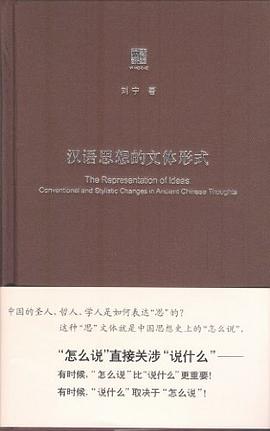 刘宁 著
汉语思想的文体形式
The Representation of Ideas:
Conventional and Stylistic Changes in Ancient Chinese Thoughts
中国的圣人、哲人、学人是如何表达“思”的？
这种“思”文体就是中国思想史上的“怎么说”。
“怎么说”直接关涉“说什么”——
有时候，“怎么说”比“说什么”更重要！
有时候，“说什么”取决于“怎么说”！